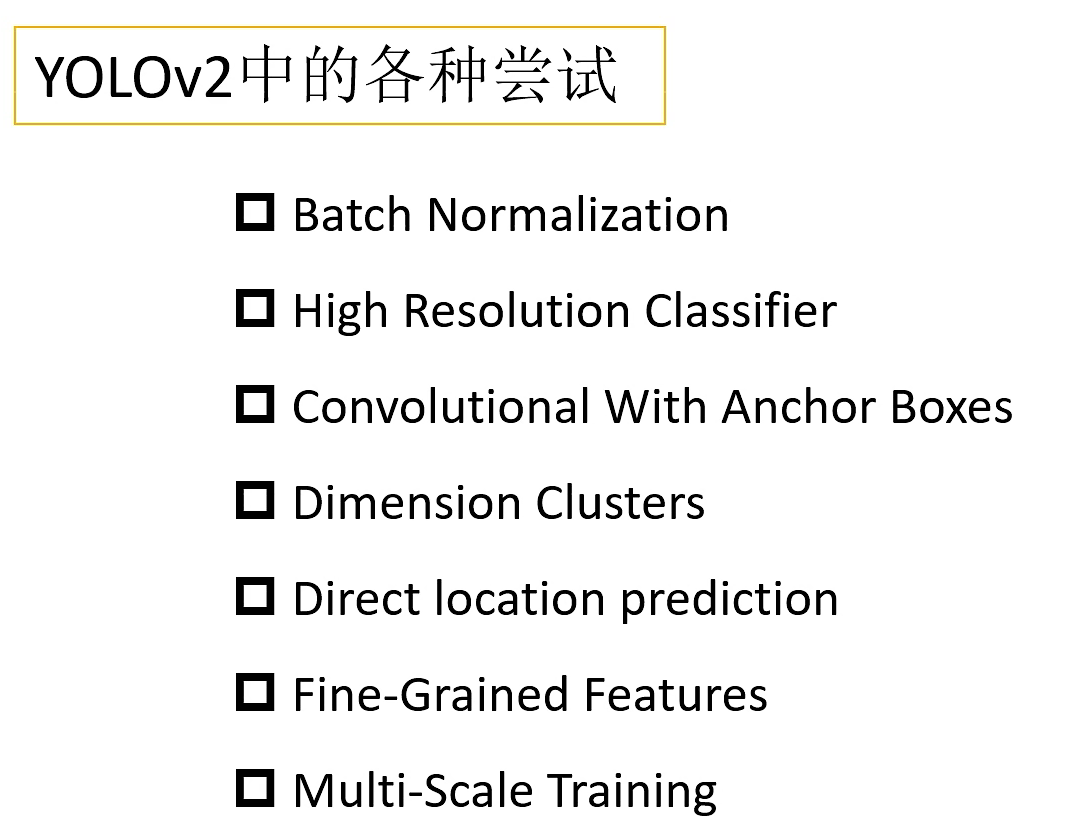 YOLOv2中的各种尝试
Batch Normalization
High Resolution Classifier
Convolutional With Anchor Boxes
Dimension Clusters
Direct location prediction
Fine-Grained Features
Multi-Scale Training